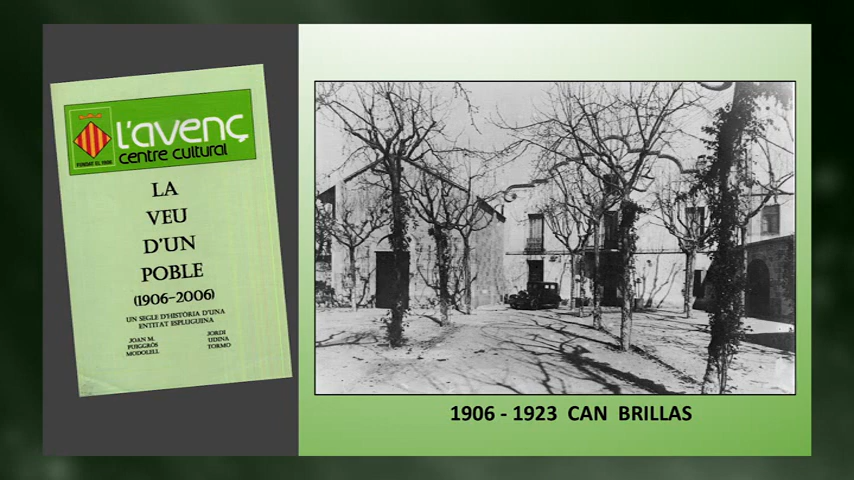 FUNDAT EL 1906
l'avenç
centre cultural
LA
VEU
D'UN
POBLE
(1906-2006)
UN SEGLE D'HISTÒRIA D'UNA
ENTITAT ESPLUGUINA
JOAN M.
PUIGGRÒS
MODOLELL
JORDI
UDINA
TORMO
1906 - 1923 CAN BRILLAS